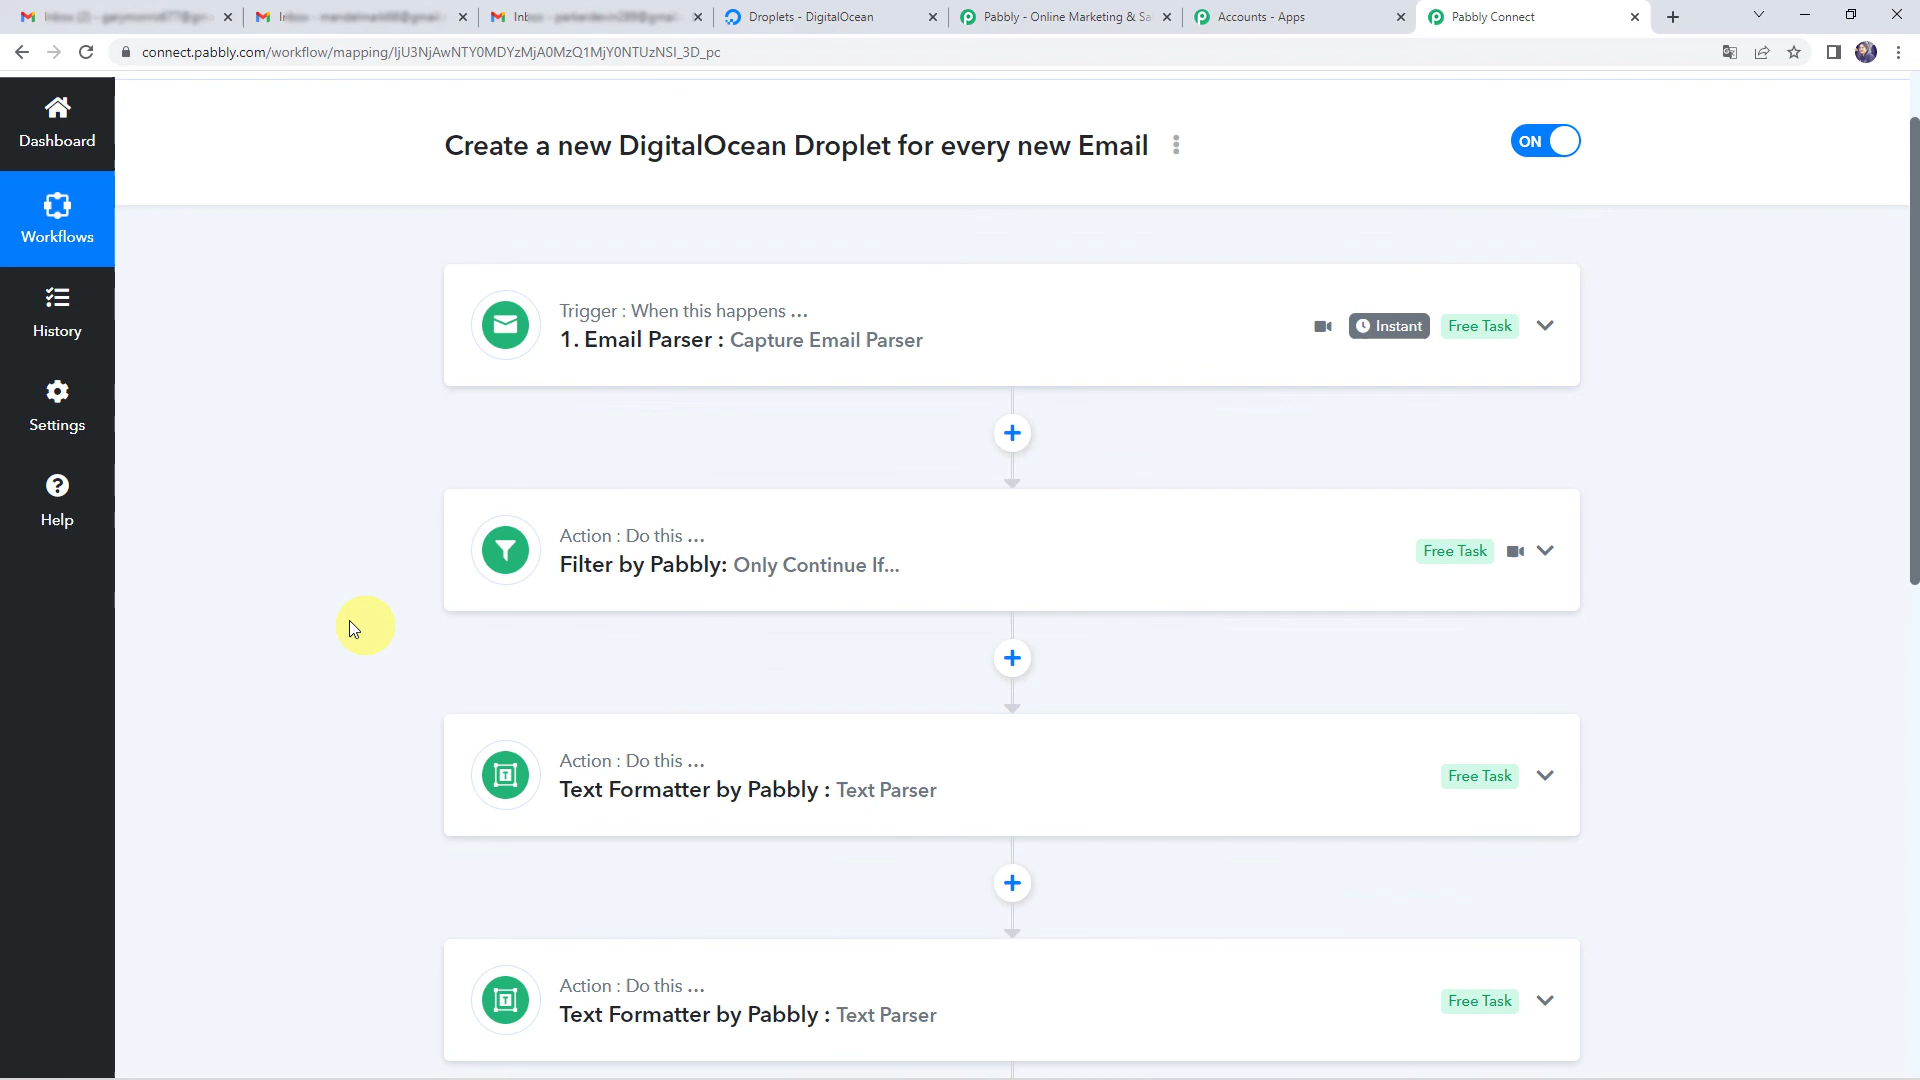 Droplets - DigitalOcean
Pabbly - Online Marketing & Sa
Accounts - Apps
Pabbly Connect
connect.pabbly.com/workflow/mapping/IjU3NjAwNTY0MDYzMjA0MzQ1MjY0NTUzNSI_3D_pc
Dashboard
Workflows
History
Settings
Help
Create a new DigitalOcean Droplet for every new Email
ON
Trigger : When this happens ...
1. Email Parser : Capture Email Parser
Instant
Free Task
Action : Do this ...
Filter by Pabbly: Only Continue If...
Free Task
Action : Do this ...
Text Formatter by Pabbly : Text Parser
Free Task
Action : Do this ...
Text Formatter by Pabbly : Text Parser
Free Task